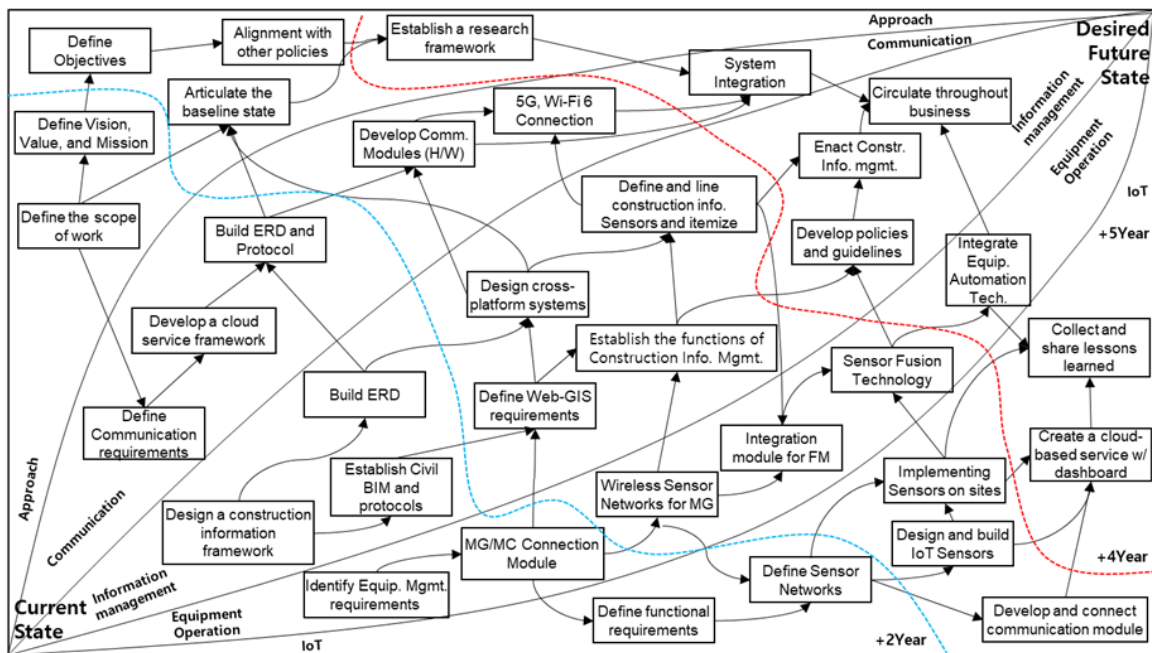 Define
Objectives
Alignment with
other policies
Establish a research
framework
Approach
Communication
Desired
Future
State
System
Integration
Information
management
Equipment
Operation
IoT
+5Year
Articulate the
baseline state
5G, Wi-Fi 6
Connection
Circulate throughout
business
Define Vision,
Value, and Mission
Develop Comm.
Modules (H/W)
Enact Constr.
Info. mgmt.
Define the scope
of work
Build ERD and
Protocol
Define and line
construction info.
Sensors and itemize
Develop policies
and guidelines
Integrate
Equip.
Automation
Tech.
Design cross-
platform systems
Develop a cloud
service framework
Establish the functions of
Construction Info. Mgmt.
Sensor Fusion
Technology
Collect and
share lessons
learned
Build ERD
Define Web-GIS
requirements
Define
Communication
requirements
Integration
module for FM
Create a cloud-
based service w/
dashboard
Establish Civil
BIM and
protocols
Wireless Sensor
Networks for MG
Implementing
Sensors on sites
Approach
Communication
Design a construction
information
framework
MG/MC Connection
Module
Design and build
IoT Sensors
+4Year
Identify Equip. Mgmt.
requirements
Define Sensor
Networks
Current
State
Information
management
Equipment
Operation
IoT
Define functional
requirements
Develop and connect
communication module
+2Year